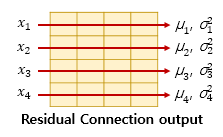 x₁ μ₁, σ₁²
x₂ μ₂, σ₂²
x₃ μ₃, σ₃²
x₄ μ₄, σ₄²
Residual Connection output